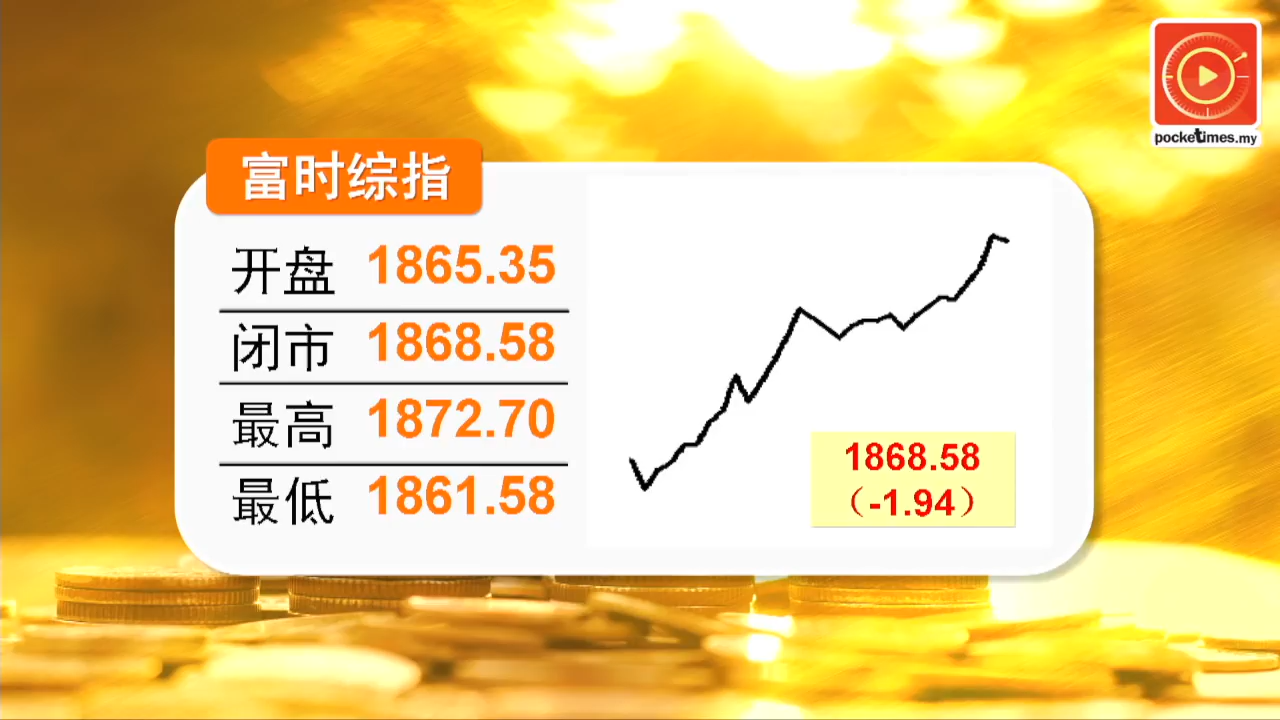 pocketimes.my
富时综指
开盘 1865.35
闭市 1868.58
最高 1872.70
最低 1861.58
1868.58
（-1.94）